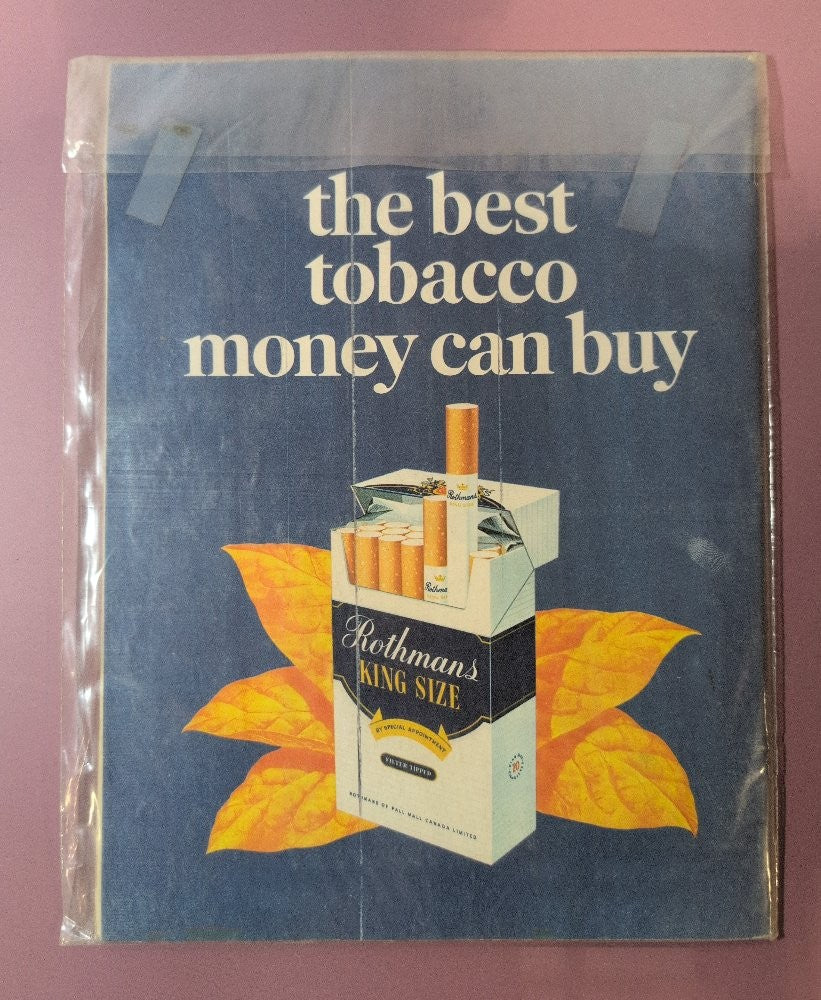 the best
tobacco
money can buy
Rothmans
Rothmans
KING SIZE
BY SPECIAL APPOINTMENT
FILTER TIPPED
ROTHMANS OF PALL MALL CANADA LIMITED
20